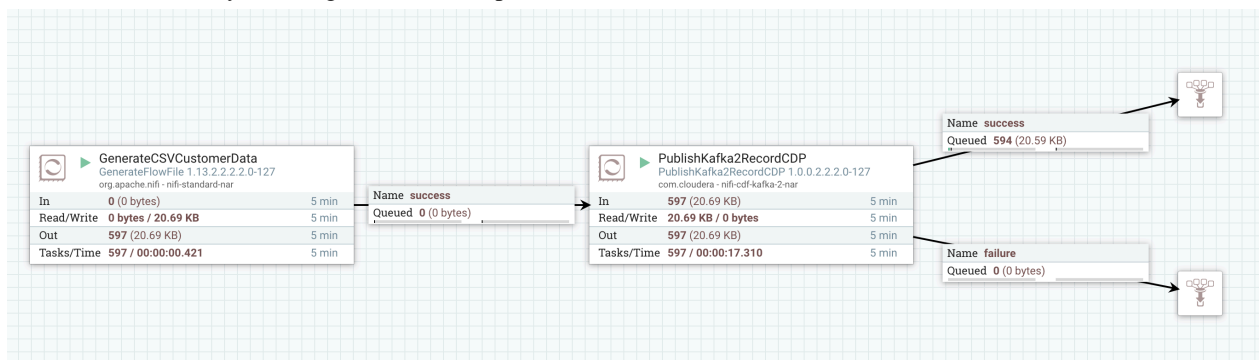 GenerateCSVCustomerData
GenerateFlowFile 1.13.2.2.2.2.0-127
org.apache.nifi - nifi-standard-nar
In 0 (0 bytes) 5 min
Read/Write 0 bytes / 20.69 KB 5 min
Out 597 (20.69 KB) 5 min
Tasks/Time 597 / 00:00:00.421 5 min
Name success
Queued 0 (0 bytes)
PublishKafka2RecordCDP
PublishKafka2RecordCDP 1.0.0.2.2.2.0-127
com.cloudera - nifi-cdf-kafka-2-nar
In 597 (20.69 KB) 5 min
Read/Write 20.69 KB / 0 bytes 5 min
Out 597 (20.69 KB) 5 min
Tasks/Time 597 / 00:00:17.310 5 min
Name success
Queued 594 (20.59 KB)
Name failure
Queued 0 (0 bytes)